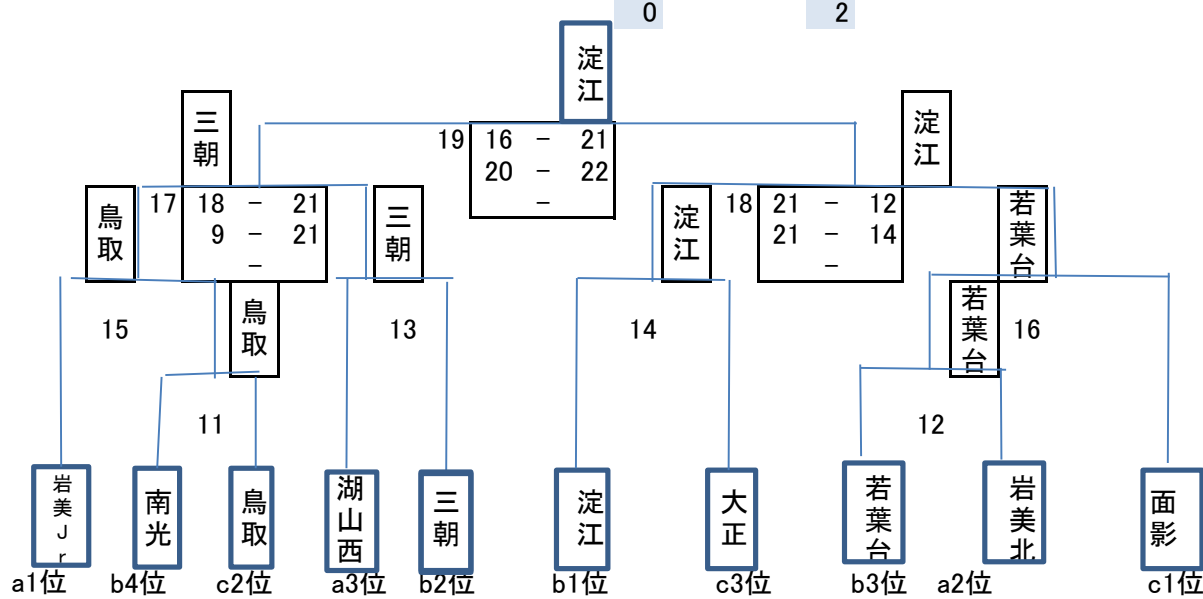 0 2
淀江
三朝
淀江
19 16 - 21
20 - 22
-
鳥取
17 18 - 21
9 - 21
-
三朝
淀江
18 21 - 12
21 - 14
-
若葉台
鳥取
若葉台
15
13
14
16
11
12
岩美Jr
南光
鳥取
湖山西
三朝
淀江
大正
若葉台
岩美北
面影
a1位 b4位 c2位 a3位 b2位 b1位 c3位 b3位 a2位 c1位